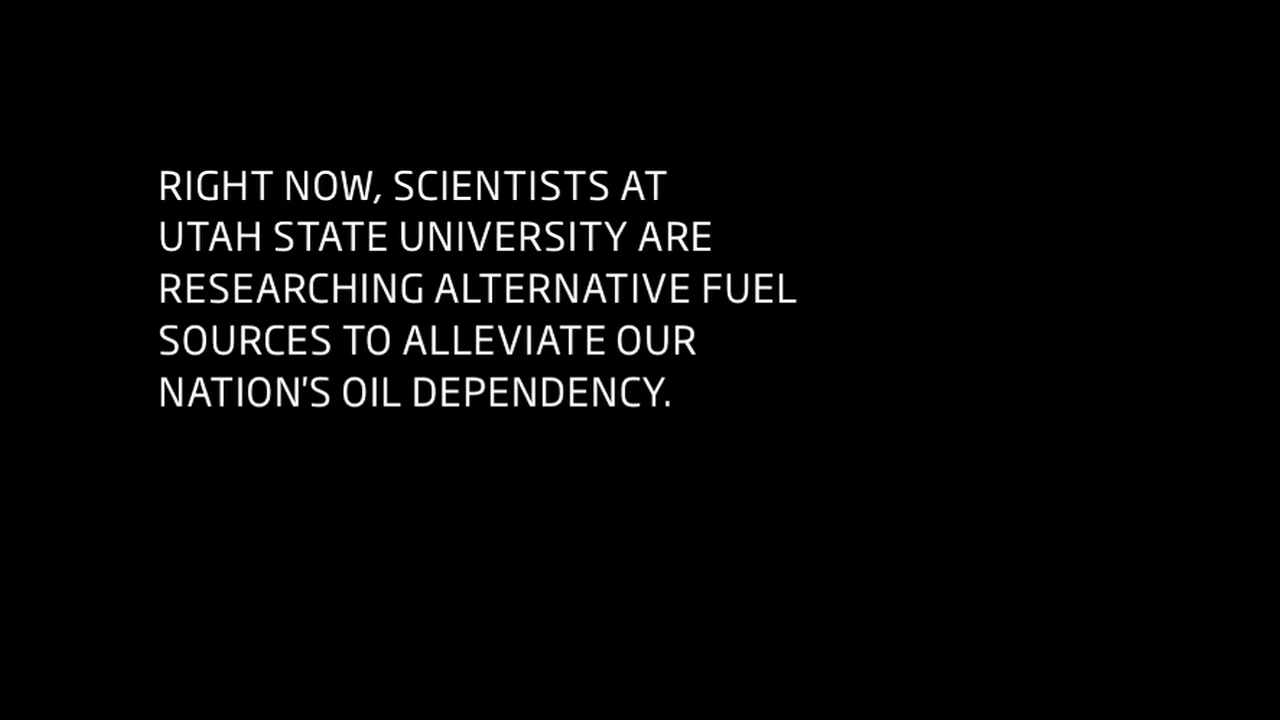 RIGHT NOW, SCIENTISTS AT
UTAH STATE UNIVERSITY ARE
RESEARCHING ALTERNATIVE FUEL
SOURCES TO ALLEVIATE OUR
NATION'S OIL DEPENDENCY.